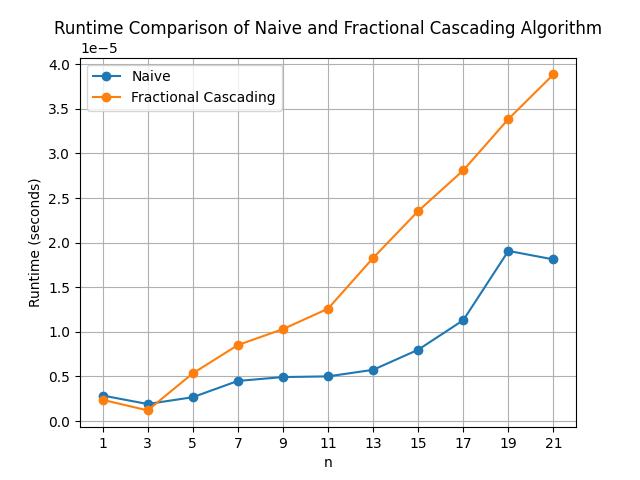 Runtime Comparison of Naive and Fractional Cascading Algorithm
1e−5
4.0
3.5
3.0
2.5
2.0
1.5
1.0
0.5
0.0
Runtime (seconds)
Naive
Fractional Cascading
1 3 5 7 9 11 13 15 17 19 21
n